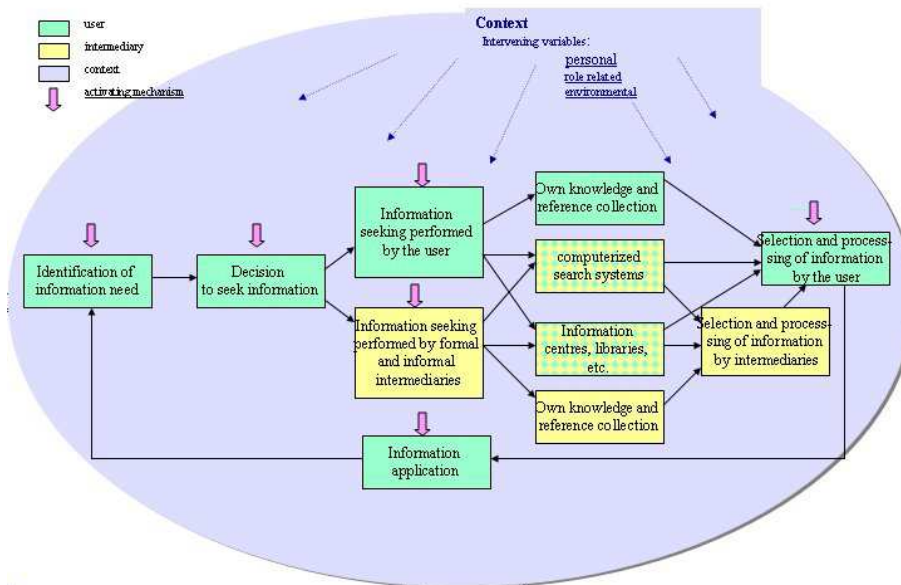 user
intermediary
context
activating mechanism
Context
Intervening variables:
personal
role related
environmental
Identification of
information need
Decision
to seek information
Information
seeking performed
by the user
Information seeking
performed by formal
and informal
intermediaries
Own knowledge and
reference collection
computerized
search systems
Information
centres, libraries,
etc.
Own knowledge and
reference collection
Selection and process-
sing of information
by the user
Selection and process-
sing of information
by intermediaries
Information
application